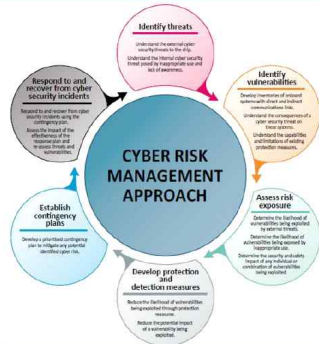 Identify threats
Understand the external cyber
security threats to the ship.
Understand the internal cyber security
threat posed by inappropriate use and
lack of awareness.
Identify
vulnerabilities
Develop inventories of onboard
systems with direct and indirect
communications links.
Understand the consequences of a
cyber security threat on
these systems.
Understand the capabilities
and limitations of existing
protection measures.
Assess risk
exposure
Determine the likelihood of
vulnerabilities being exploited
by external threats.
Determine the likelihood of
vulnerabilities being exposed by
inappropriate use.
Determine the security and safety
impact of any individual or
combination of vulnerabilities
being exploited
Develop protection
and
detection measures
Reduce the likelihood of vulnerabilities
being exploited through protection
measures.
Reduce the potential impact
of a vulnerability being
exploited.
Establish
contingency
plans
Develop a prioritised contingency
plan to mitigate any potential
identified cyber risk.
Respond to and
recover from cyber
security incidents
Respond to and recover from cyber
security incidents using the
contingency plan.
Assess the impact of the
effectiveness of the
response plan and
re-assess threats and
vulnerabilities.
CYBER RISK
MANAGEMENT
APPROACH